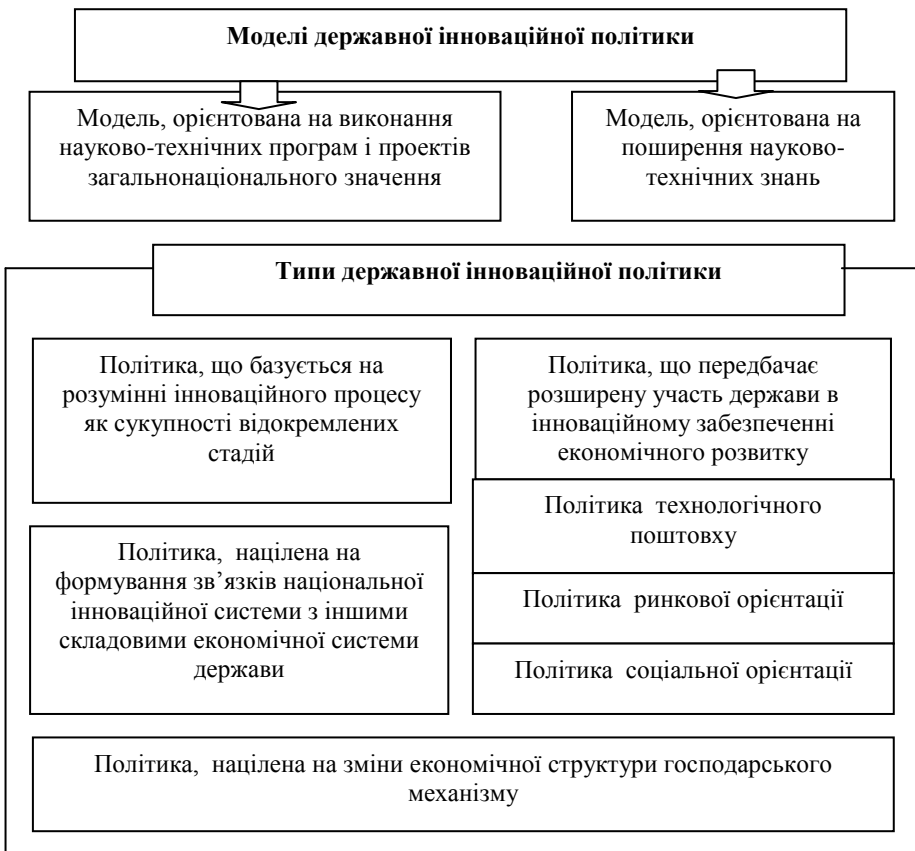 Моделі державної інноваційної політики
Модель, орієнтована на виконання
науково-технічних програм і проектів
загальнонаціонального значення
Модель, орієнтована на
поширення науково-
технічних знань
Типи державної інноваційної політики
Політика, що базується на
розумінні інноваційного процесу
як сукупності відокремлених
стадій
Політика, що передбачає
розширену участь держави в
інноваційному забезпеченні
економічного розвитку
Політика технологічного
поштовху
Політика, націлена на
формування зв’язків національної
інноваційної системи з іншими
складовими економічної системи
держави
Політика ринкової орієнтації
Політика соціальної орієнтації
Політика, націлена на зміни економічної структури господарського
механізму